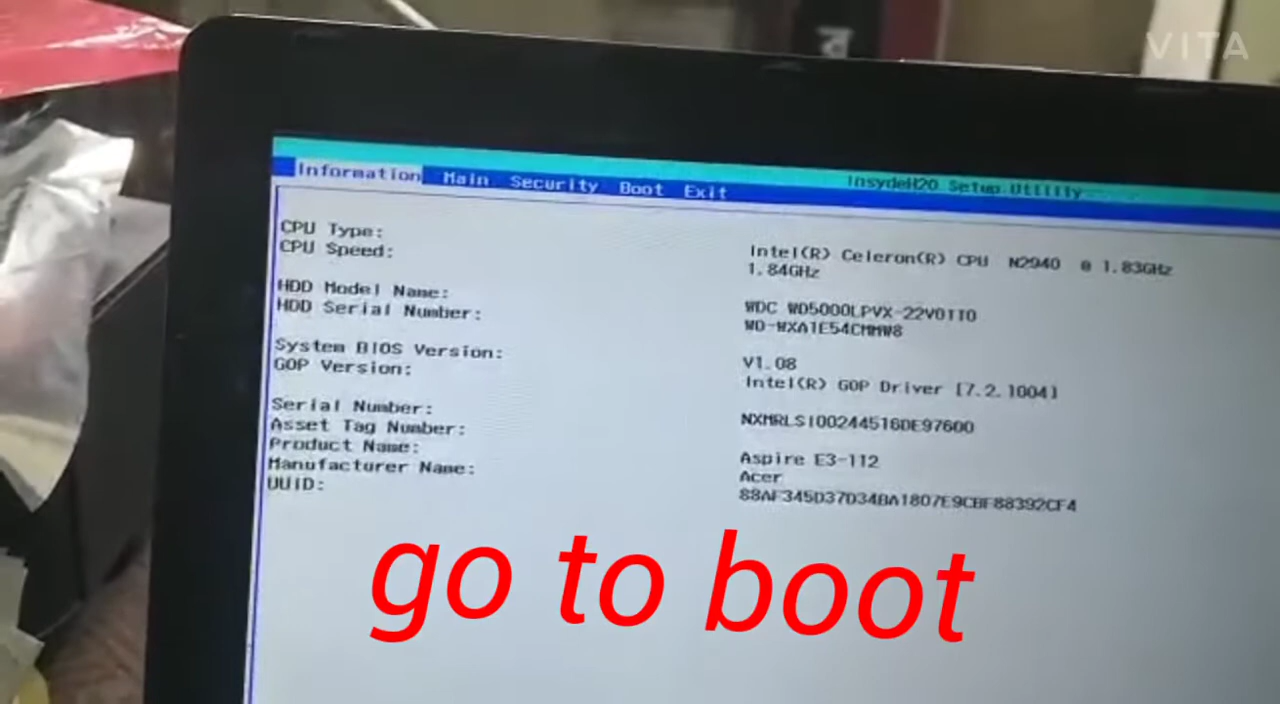 VITA
Information Main Security Boot Exit
InsydeH20 Setup Utility
CPU Type: Intel(R) Celeron(R) CPU N2940 @ 1.83GHz
CPU Speed: 1.84GHz
HDD Model Name: WDC WD5000LPVX-22V0TT0
HDD Serial Number: WD-WXA1E54CMMW8
System BIOS Version: V1.08
GOP Version: Intel(R) GOP Driver [7.2.1004]
Serial Number: NXMRLSI00244516DE97600
Asset Tag Number:
Product Name: Aspire E3-112
Manufacturer Name: Acer
UUID: 88AF345D37D34BA1807E9CBF88392CF4
go to boot